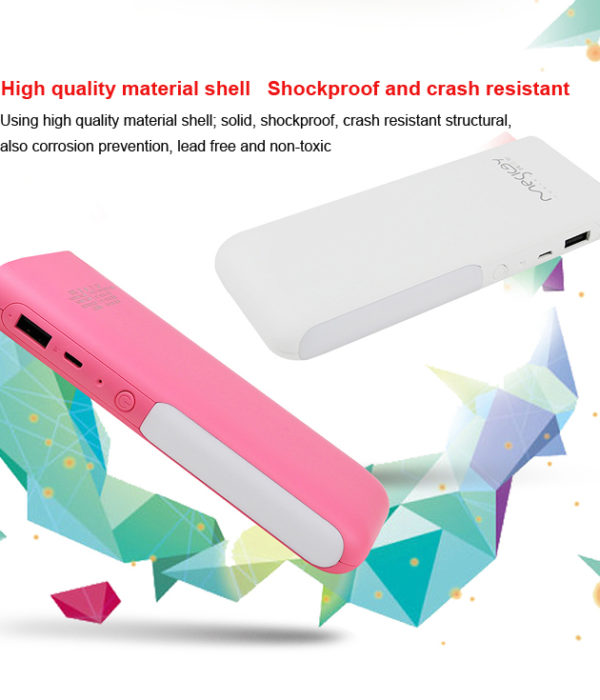 High quality material shell   Shockproof and crash resistant
Using high quality material shell; solid, shockproof, crash resistant structural,
also corrosion prevention, lead free and non-toxic